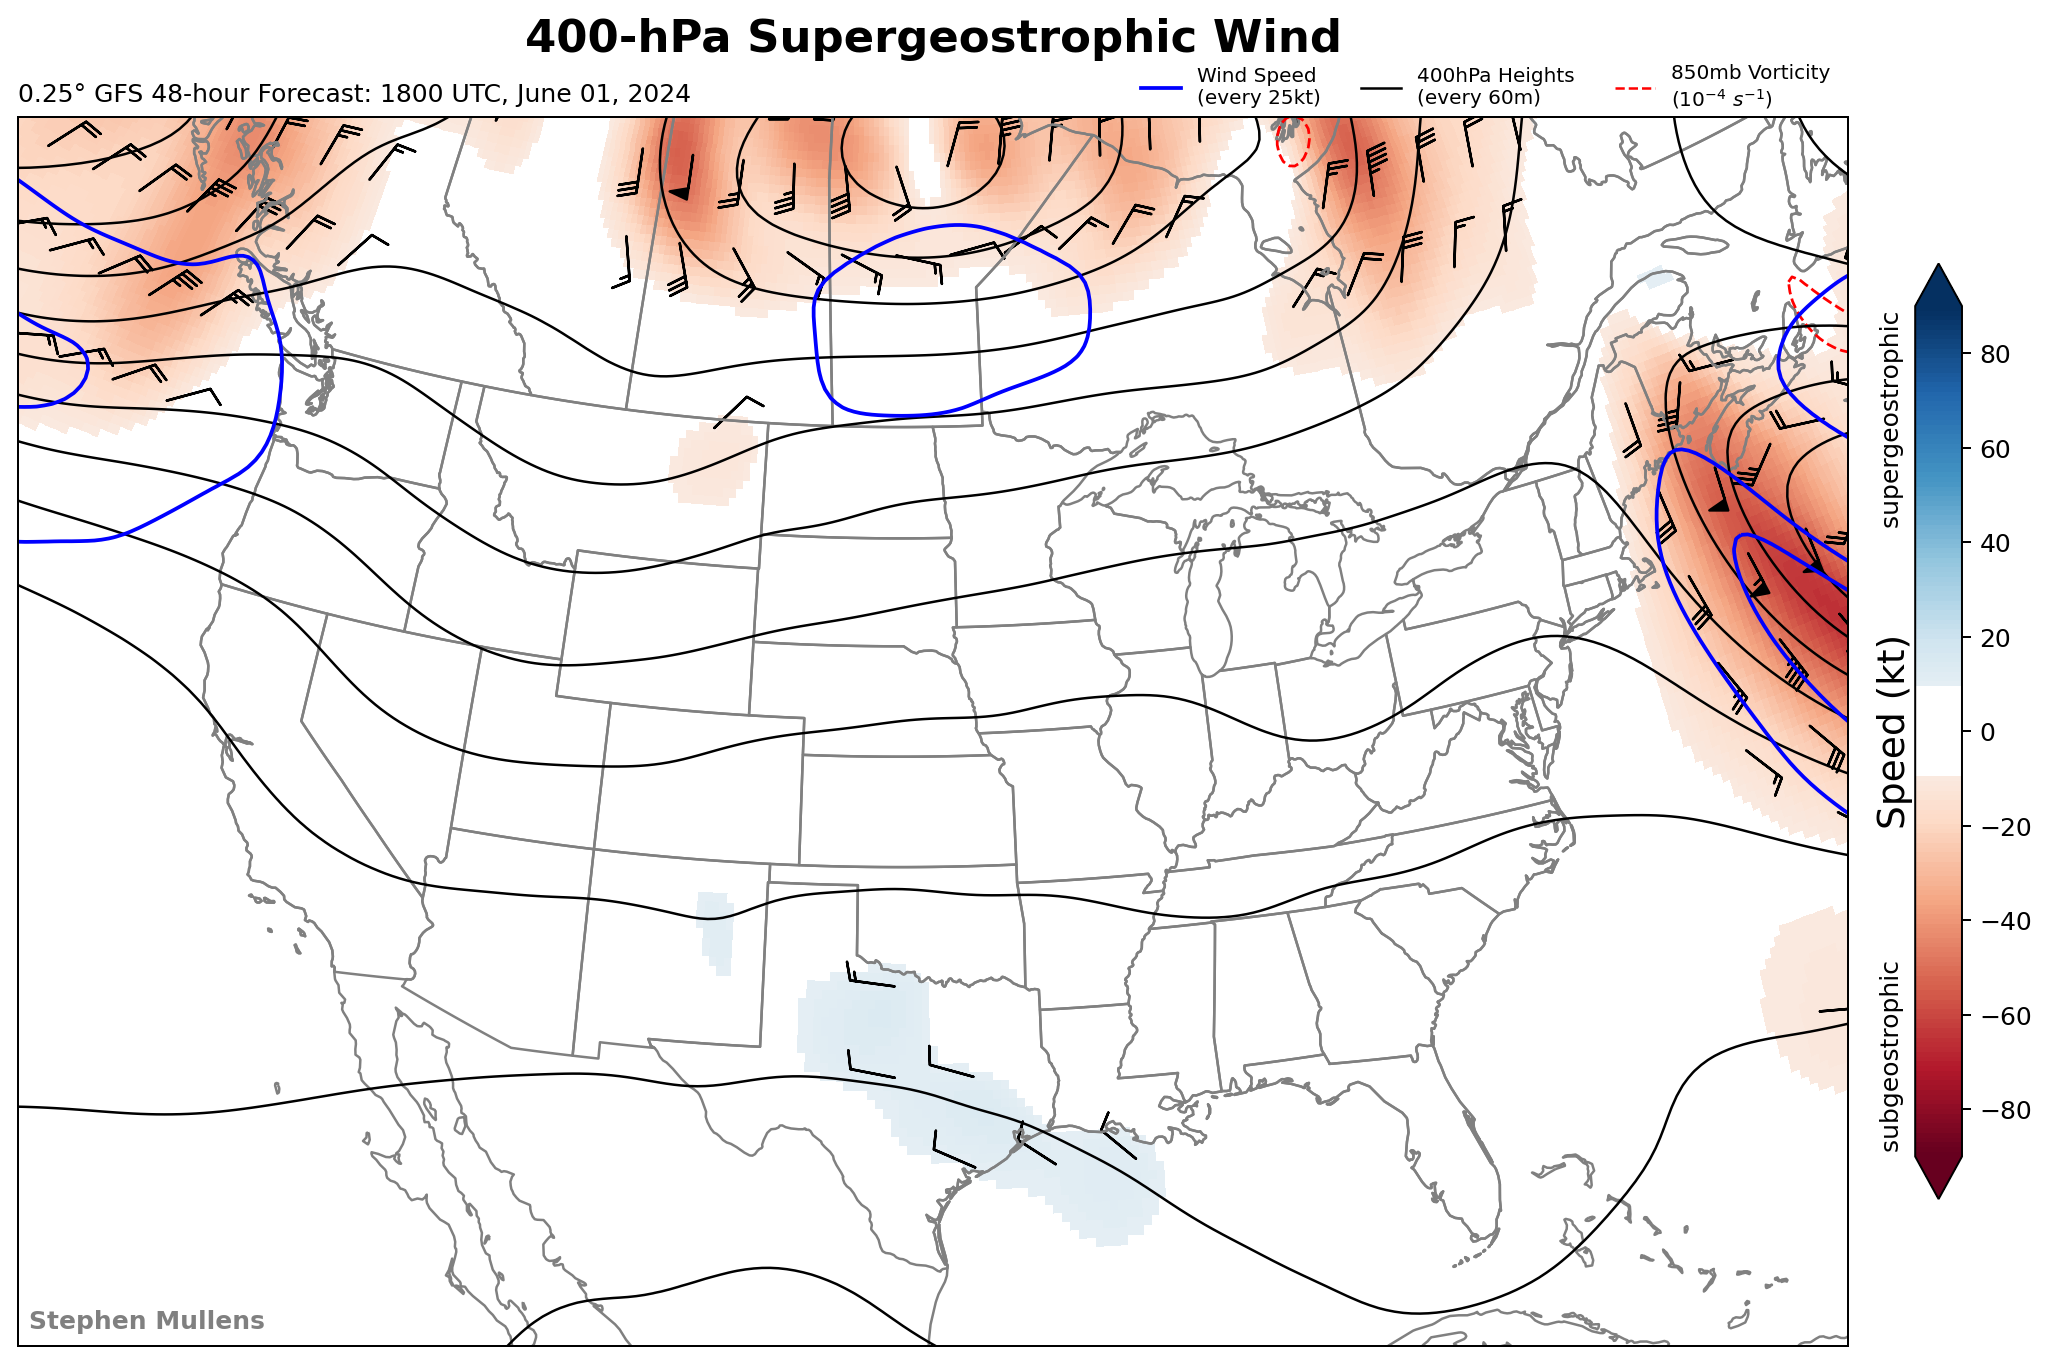 400-hPa Supergeostrophic Wind
0.25° GFS 48-hour Forecast: 1800 UTC, June 01, 2024
Wind Speed
(every 25kt)
400hPa Heights
(every 60m)
850mb Vorticity
(10⁻⁴ s⁻¹)
supergeostrophic
Speed (kt)
subgeostrophic
80
60
40
20
0
−20
−40
−60
−80
Stephen Mullens